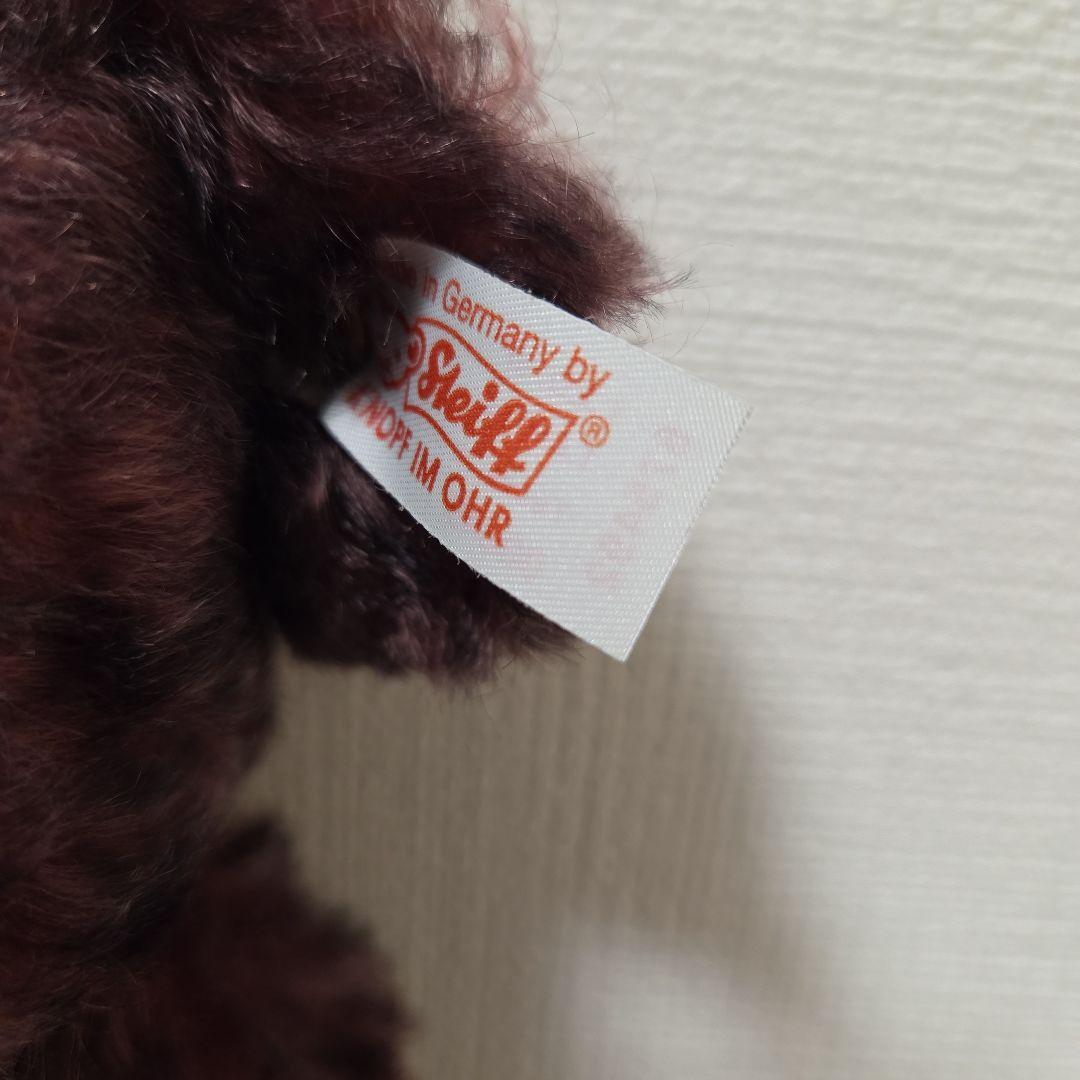 in Germany by
Steiff ®
KNOPF IM OHR